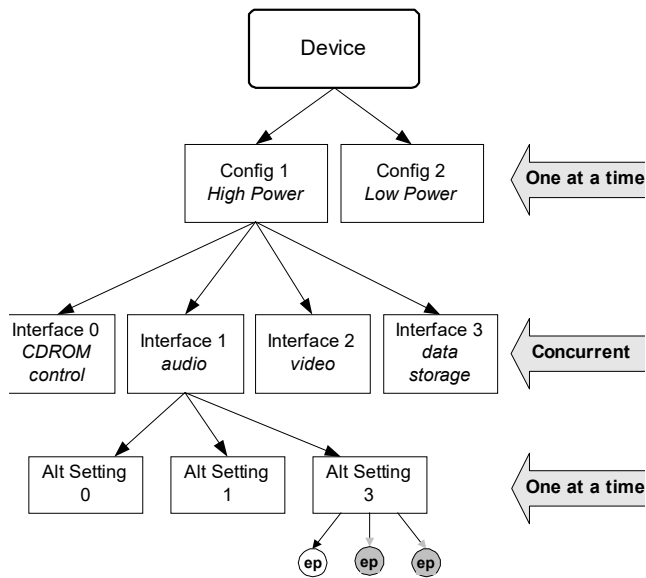 Device
Config 1
High Power
Config 2
Low Power
One at a time
Interface 0
CDROM
control
Interface 1
audio
Interface 2
video
Interface 3
data
storage
Concurrent
Alt Setting
0
Alt Setting
1
Alt Setting
3
One at a time
ep
ep
ep